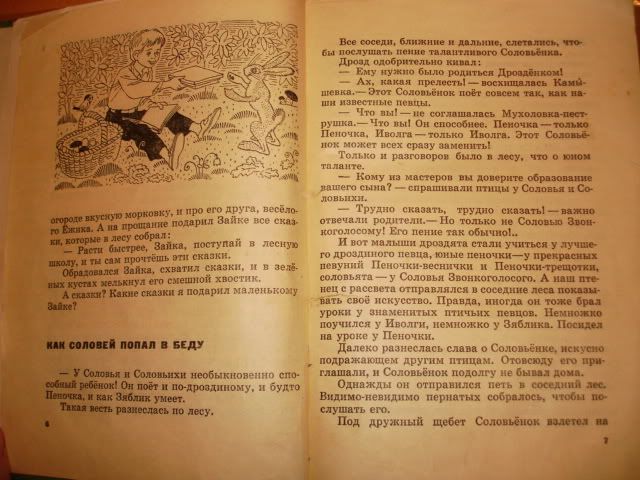 огороде вкусную морковку, и про его друга, весёло-
го Ёжика. А на прощание подарил Зайке все сказ-
ки, которые в лесу собрал:
— Расти быстрее, Зайка, поступай в лесную
школу, и ты сам прочтёшь эти сказки.
Обрадовался Зайка, схватил сказки, и в зелё-
ных кустах мелькнул его смешной хвостик.
А сказки? Какие сказки я подарил маленькому
Зайке?
КАК СОЛОВЕЙ ПОПАЛ В БЕДУ
— У Соловья и Соловьихи необыкновенно спо-
собный ребёнок! Он поёт и по-дроздиному, и будто
Пеночка, и как Зяблик умеет.
Такая весть разнеслась по лесу.
6
Все соседи, ближние и дальние, слетались, что-
бы послушать пение талантливого Соловьёнка.
Дрозд одобрительно кивал:
— Ему нужно было родиться Дроздёнком!
— Ах, какая прелесть! — восхищалась Камы-
шевка.— Этот Соловьёнок поёт совсем так, как на-
ши известные певцы.
— Что вы! — не соглашалась Мухоловка-пест-
рушка.— Что вы! Он способнее. Пеночка — только
Пеночка, Иволга — только Иволга. Этот Соловьё-
нок может всех сразу заменить!
Только и разговоров было в лесу, что о юном
таланте.
— Кому из мастеров вы доверите образование
вашего сына? — спрашивали птицы у Соловья и Со-
ловьихи.
— Трудно сказать, трудно сказать! — важно
отвечали родители.— Но только не Соловью Звон-
коголосому! Его пение так обычно!..
И вот малыши дроздята стали учиться у лучше-
го дроздиного певца, юные пеночки — у прекрас-
ных певуний Пеночки-веснички и Пеночки-трещотки,
соловьята — у Соловья Звонкоголосого. А наш пте-
нец с рассвета отправлялся в соседние леса показы-
вать своё искусство. Правда, иногда он тоже брал
уроки у знаменитых птичьих певцов. Немножко
поучился у Иволги, немножко у Зяблика. Посидел
на уроке у Пеночки.
Далеко разнеслась слава о Соловьёнке, искусно
подражающем другим птицам. Отовсюду его при-
глашали, и Соловьёнок подолгу не бывал дома.
Однажды он отправился петь в соседний лес.
Видимо-невидимо пернатых собралось, чтобы по-
слушать его.
Под дружный щебет Соловьёнок взлетел на
7